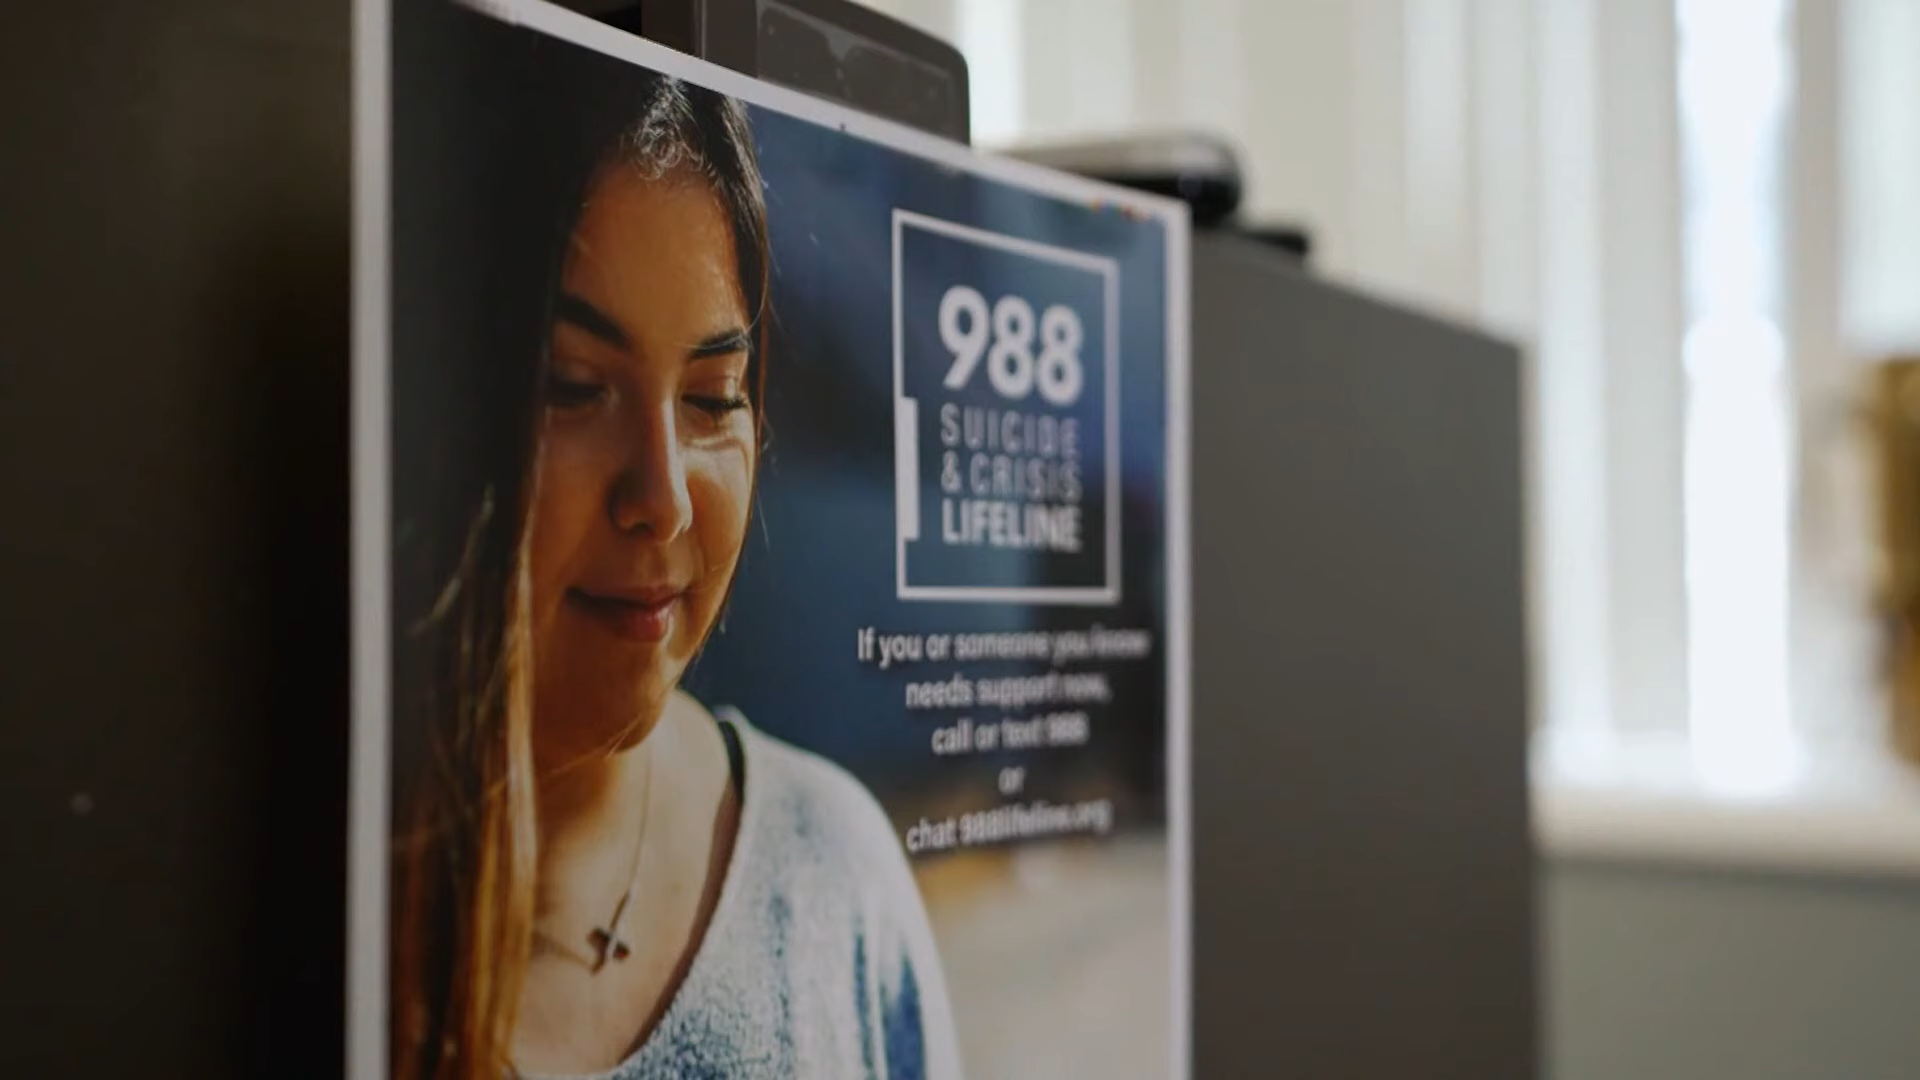 988
SUICIDE
& CRISIS
LIFELINE
If you or someone you know
needs support now,
call or text 988
or
chat 988lifeline.org